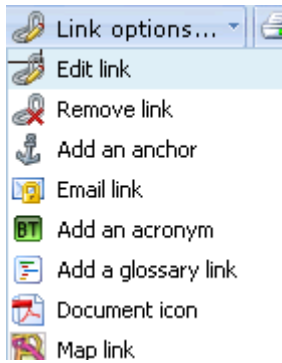 Link options...
Edit link
Remove link
Add an anchor
Email link
BT Add an acronym
Add a glossary link
Document icon
Map link